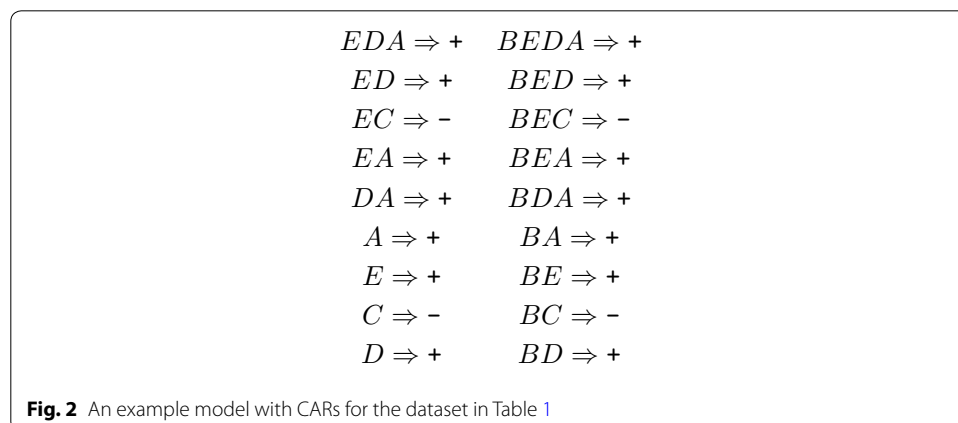 EDA ⇒ + BEDA ⇒ +
ED ⇒ + BED ⇒ +
EC ⇒ - BEC ⇒ -
EA ⇒ + BEA ⇒ +
DA ⇒ + BDA ⇒ +
A ⇒ + BA ⇒ +
E ⇒ + BE ⇒ +
C ⇒ - BC ⇒ -
D ⇒ + BD ⇒ +
Fig. 2 An example model with CARs for the dataset in Table 1